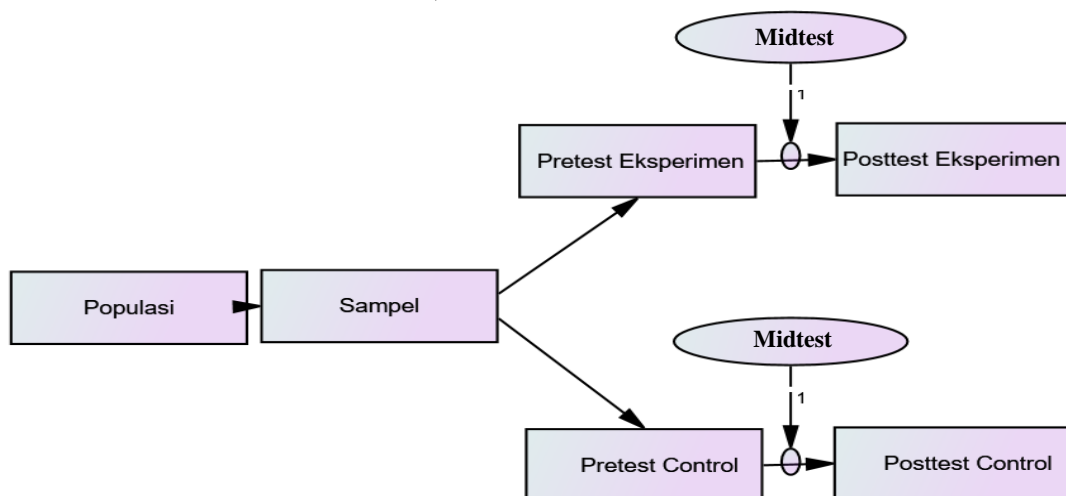 Midtest
1
Pretest Eksperimen
Posttest Eksperimen
Populasi
Sampel
Midtest
1
Pretest Control
Posttest Control